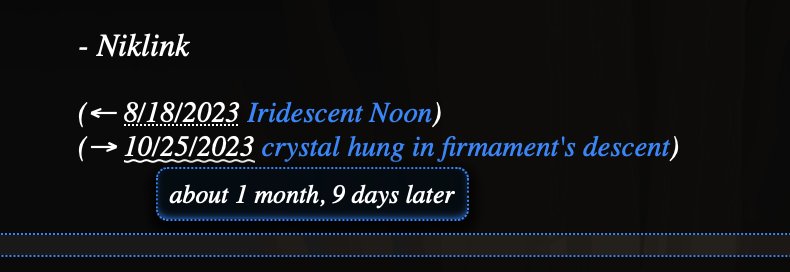 - Niklink
(← 8/18/2023 Iridescent Noon)
(→ 10/25/2023 crystal hung in firmament's descent)
about 1 month, 9 days later